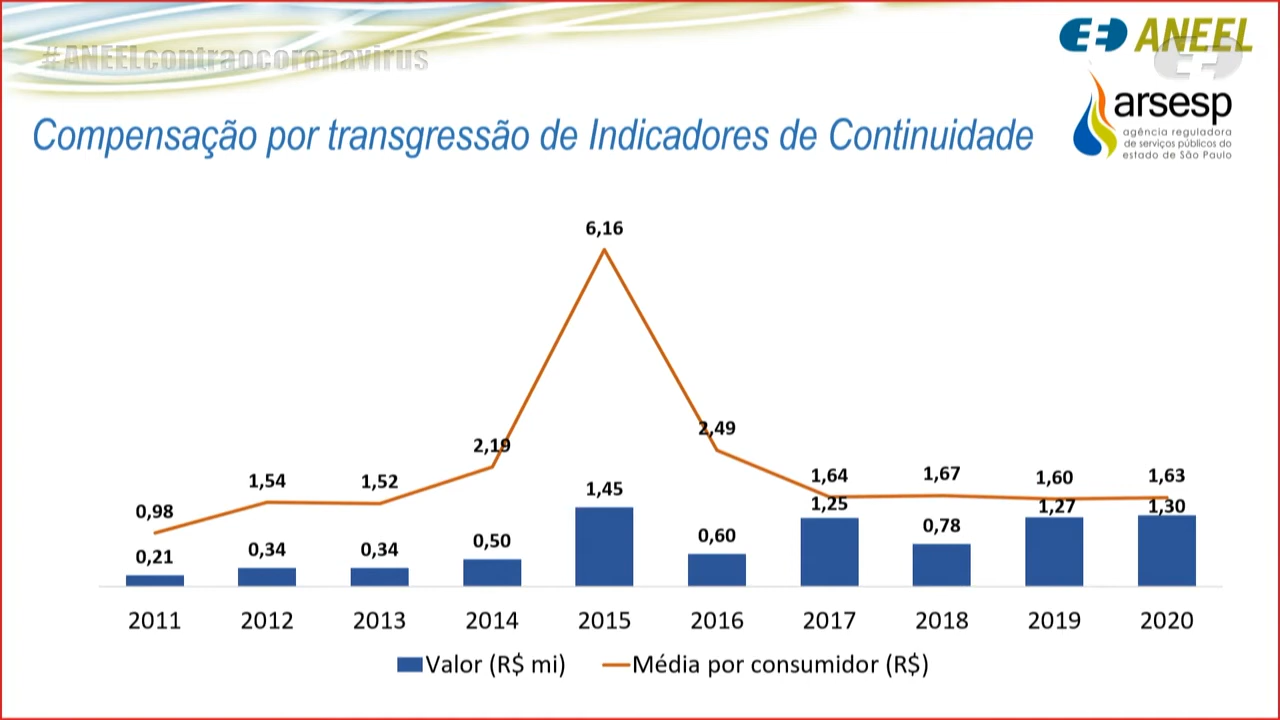 #ANEELcontraocoronavirus
ANEEL
arsesp
agência reguladora
de serviços públicos do
estado de São Paulo
Compensação por transgressão de Indicadores de Continuidade
6,16
2,19
2,49
1,54
1,52
1,64
1,67
1,60
1,63
0,98
1,45
1,25
1,27
1,30
0,21
0,34
0,34
0,50
0,60
0,78
2011 2012 2013 2014 2015 2016 2017 2018 2019 2020
Valor (R$ mi) Média por consumidor (R$)